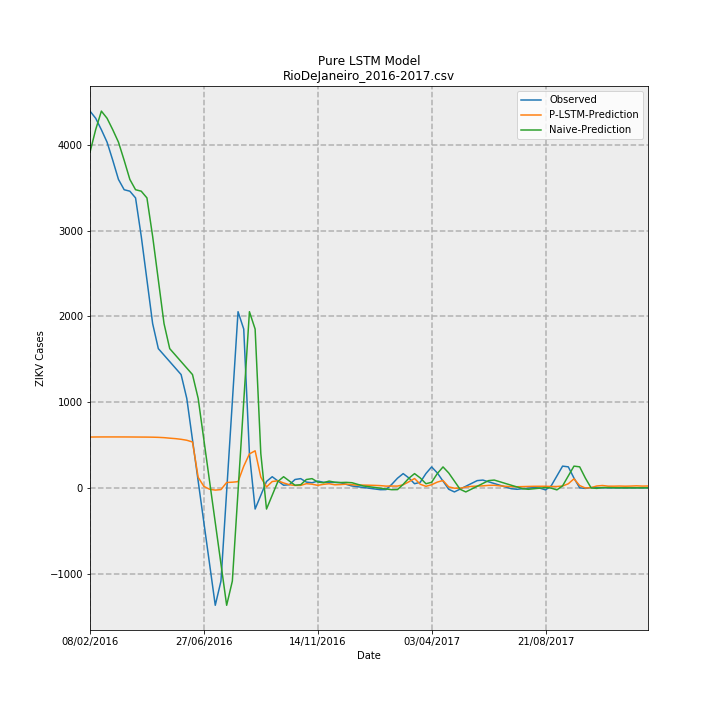 Pure LSTM Model
RioDeJaneiro_2016-2017.csv
Observed
P-LSTM-Prediction
Naive-Prediction
4000
3000
2000
1000
0
−1000
ZIKV Cases
08/02/2016
27/06/2016
14/11/2016
03/04/2017
21/08/2017
Date